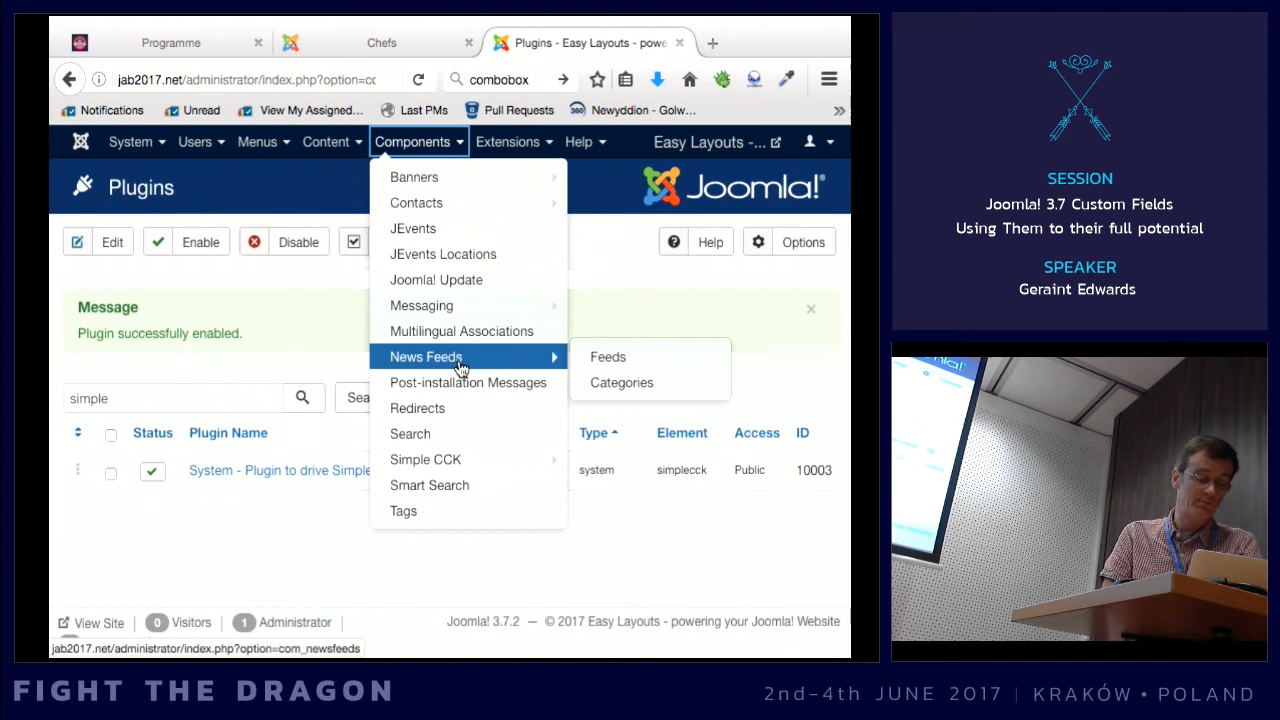 Programme
Chefs
Plugins - Easy Layouts - powe
jab2017.net/administrator/index.php?option=cc
combobox
Notifications
Unread
View My Assigned...
Last PMs
Pull Requests
360
Newyddion - Golw...
System
Users
Menus
Content
Components
Extensions
Help
Easy Layouts -...
Plugins
Joomla!®
Edit
Enable
Disable
Help
Options
Message
Plugin successfully enabled.
Banners
Contacts
JEvents
JEvents Locations
Joomla! Update
Messaging
Multilingual Associations
News Feeds
Post-installation Messages
Redirects
Search
Simple CCK
Smart Search
Tags
Feeds
Categories
simple
Sea
Status
Plugin Name
Type
Element
Access
ID
System - Plugin to drive Simple
system
simplecck
Public
10003
View Site
0 Visitors
1 Administrator
Joomla! 3.7.2 — © 2017 Easy Layouts - powering your Joomla! Website
jab2017.net/administrator/index.php?option=com_newsfeeds
SESSION
Joomla! 3.7 Custom Fields
Using Them to their full potential
SPEAKER
Geraint Edwards
FIGHT THE DRAGON
2nd-4th JUNE 2017 | KRAKÓW • POLAND